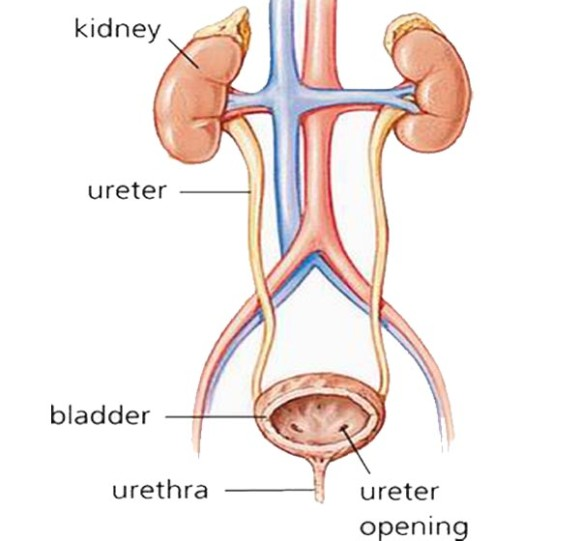 kidney
ureter
bladder
urethra
ureter
opening